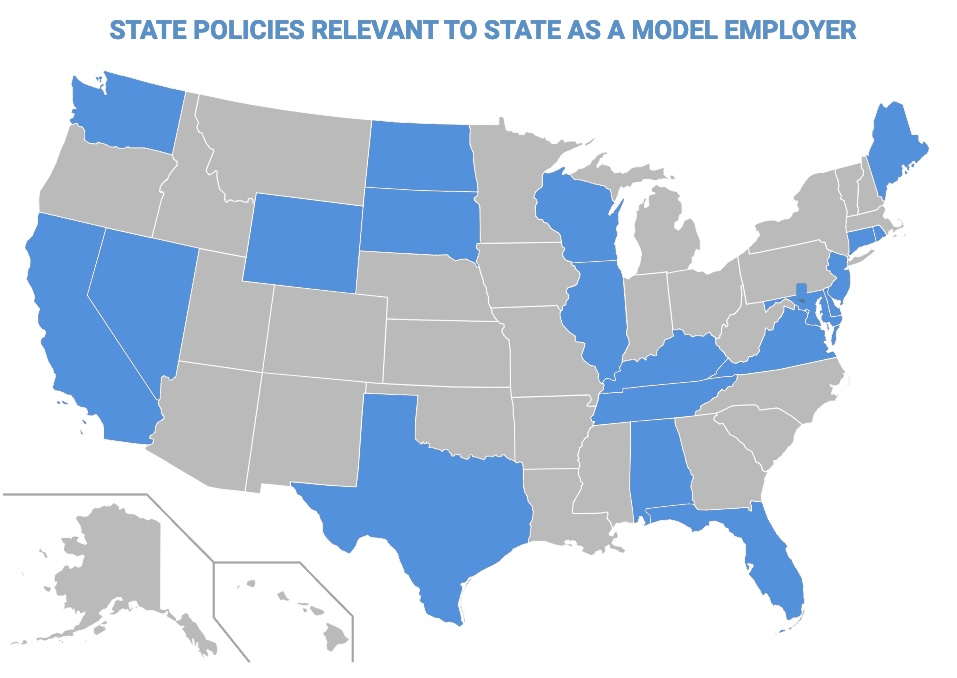 STATE POLICIES RELEVANT TO STATE AS A MODEL EMPLOYER